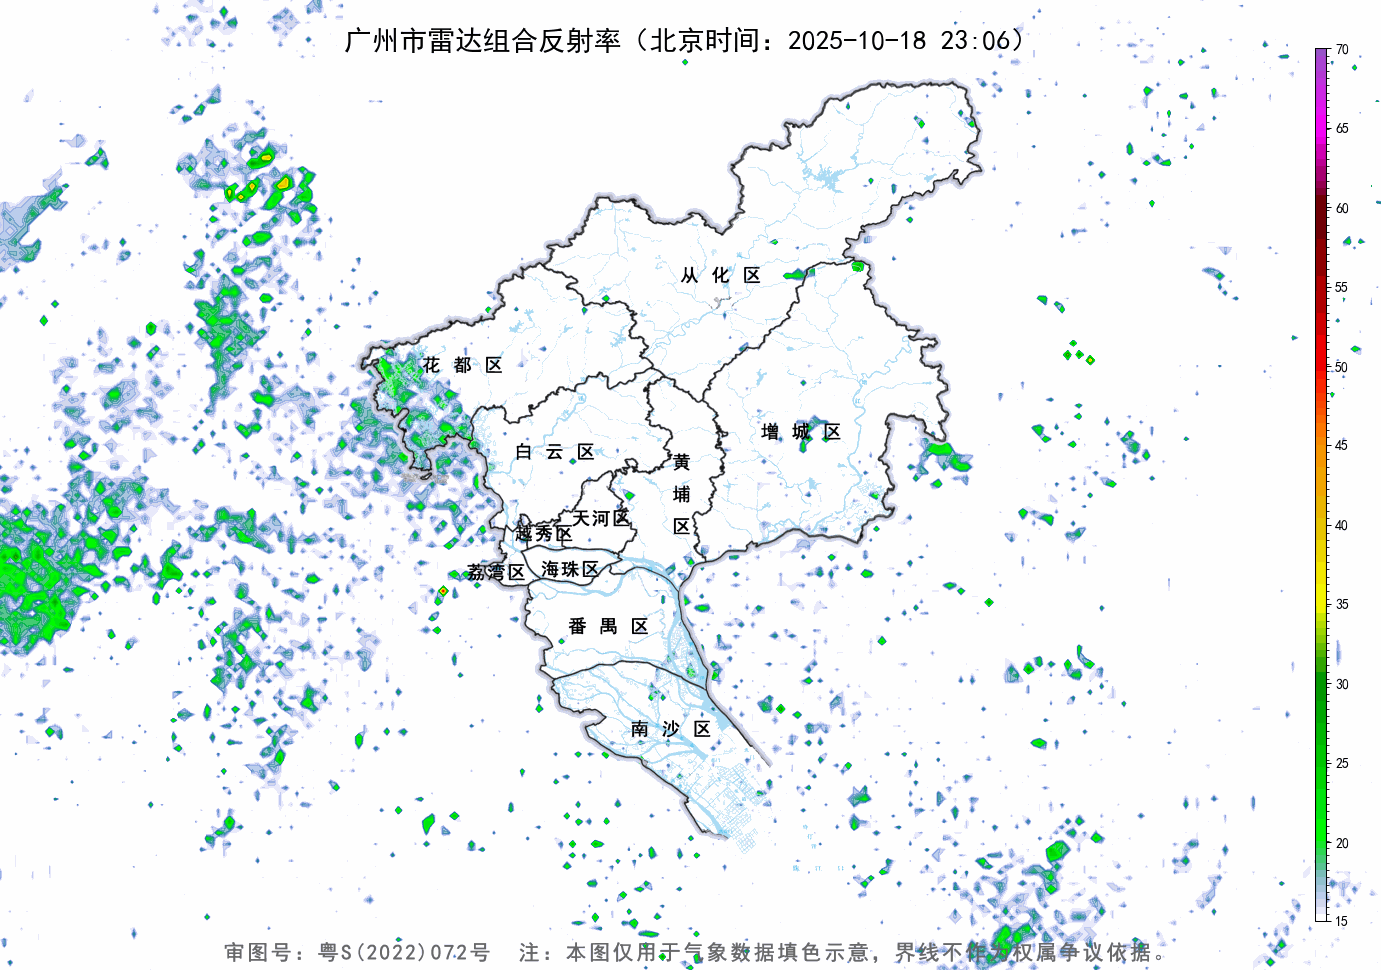 广州市雷达组合反射率（北京时间：2025-10-18 23:06）
70
65
60
55
50
45
40
35
30
25
20
15
从化区
花都区
增城区
白云区
黄埔区
天河区
越秀区
荔湾区
海珠区
番禺区
南沙区
审图号：粤S(2022)072号 注：本图仅用于气象数据填色示意，界线不作为权属争议依据。